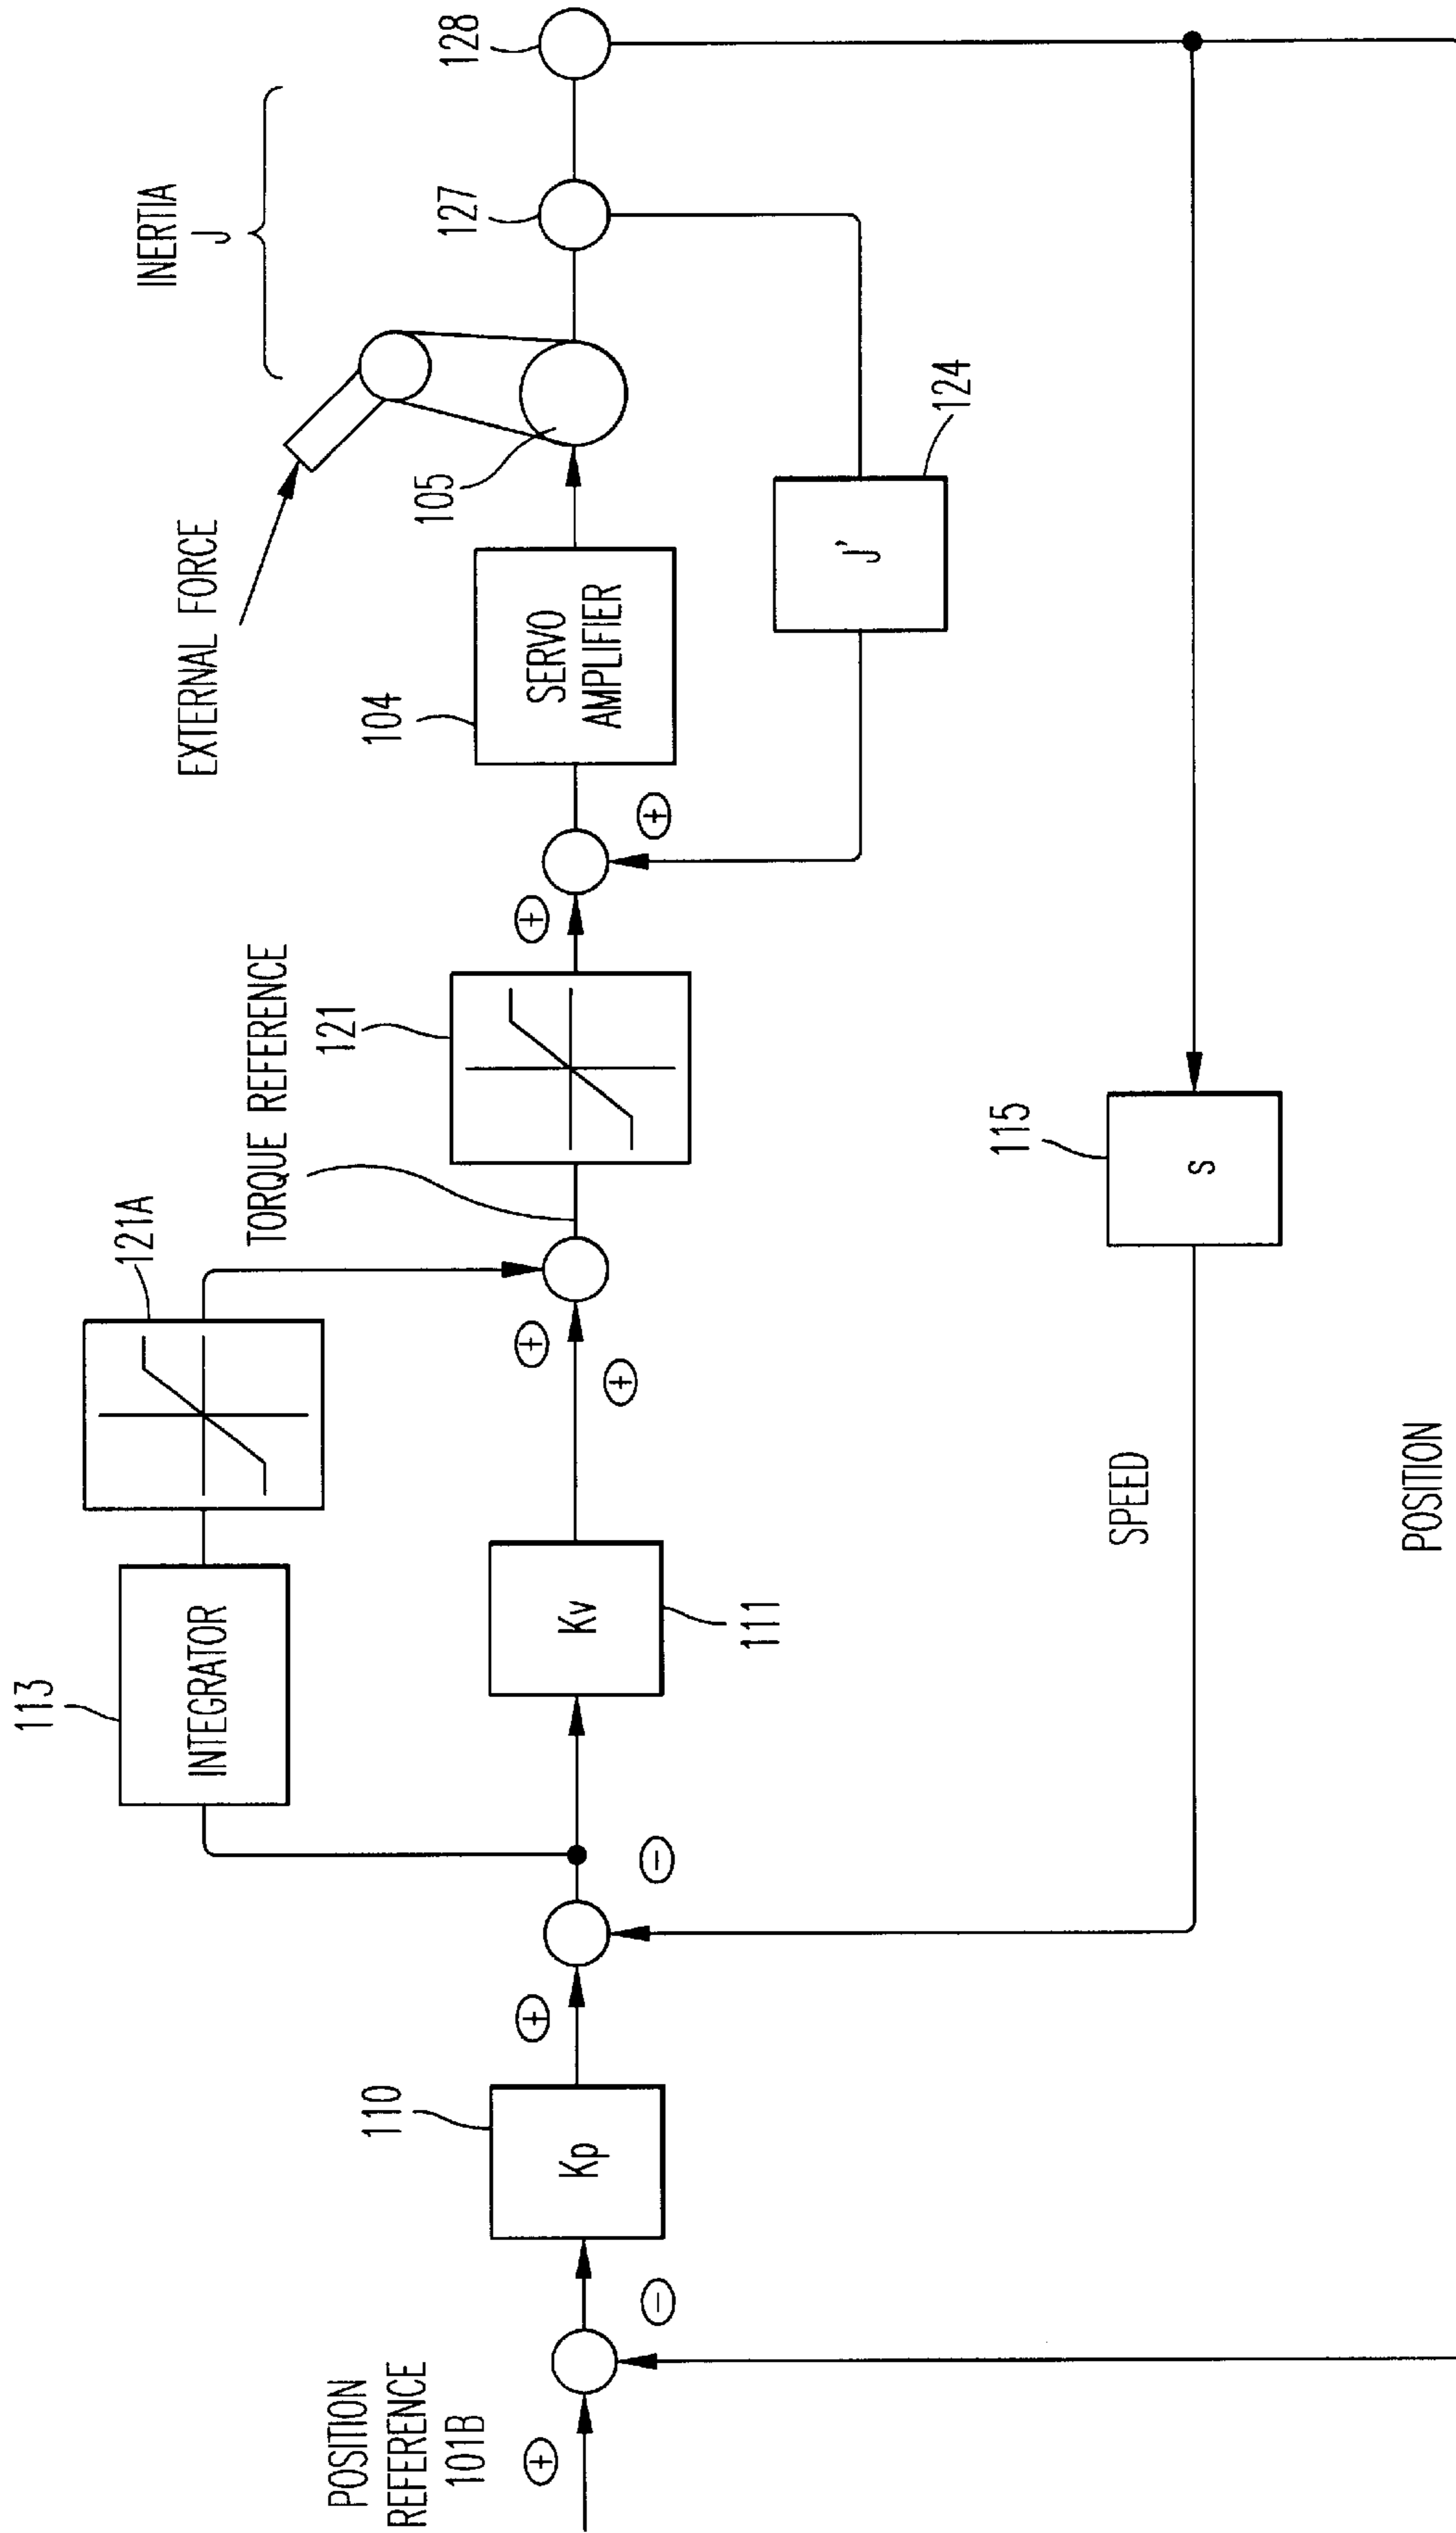 113
INTEGRATOR
121A
TORQUE REFERENCE
EXTERNAL FORCE
INERTIA
J
POSITION
REFERENCE
101B
+
-
110
Kp
+
-
Kv
111
+
+
121
+
+
104
SERVO
AMPLIFIER
105
127
128
J'
124
SPEED
115
S
POSITION